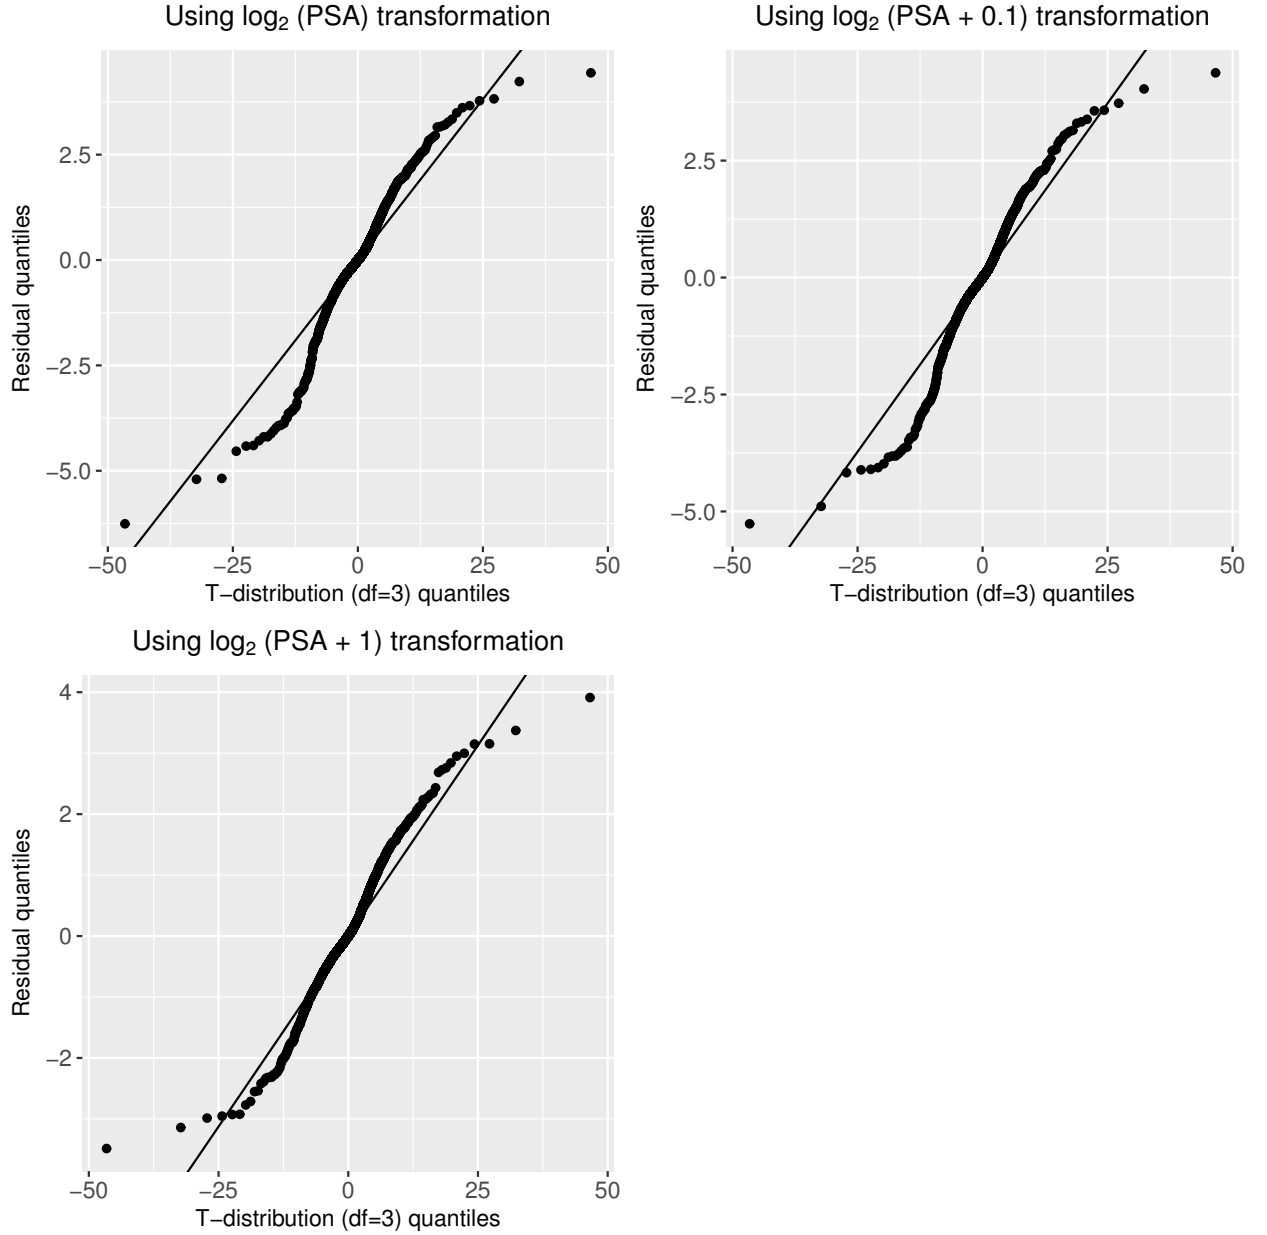 Using log₂ (PSA) transformation
Residual quantiles
2.5
0.0
−2.5
−5.0
−50 −25 0 25 50
T−distribution (df=3) quantiles
Using log₂ (PSA + 0.1) transformation
Residual quantiles
2.5
0.0
−2.5
−5.0
−50 −25 0 25 50
T−distribution (df=3) quantiles
Using log₂ (PSA + 1) transformation
Residual quantiles
4
2
0
−2
−50 −25 0 25 50
T−distribution (df=3) quantiles